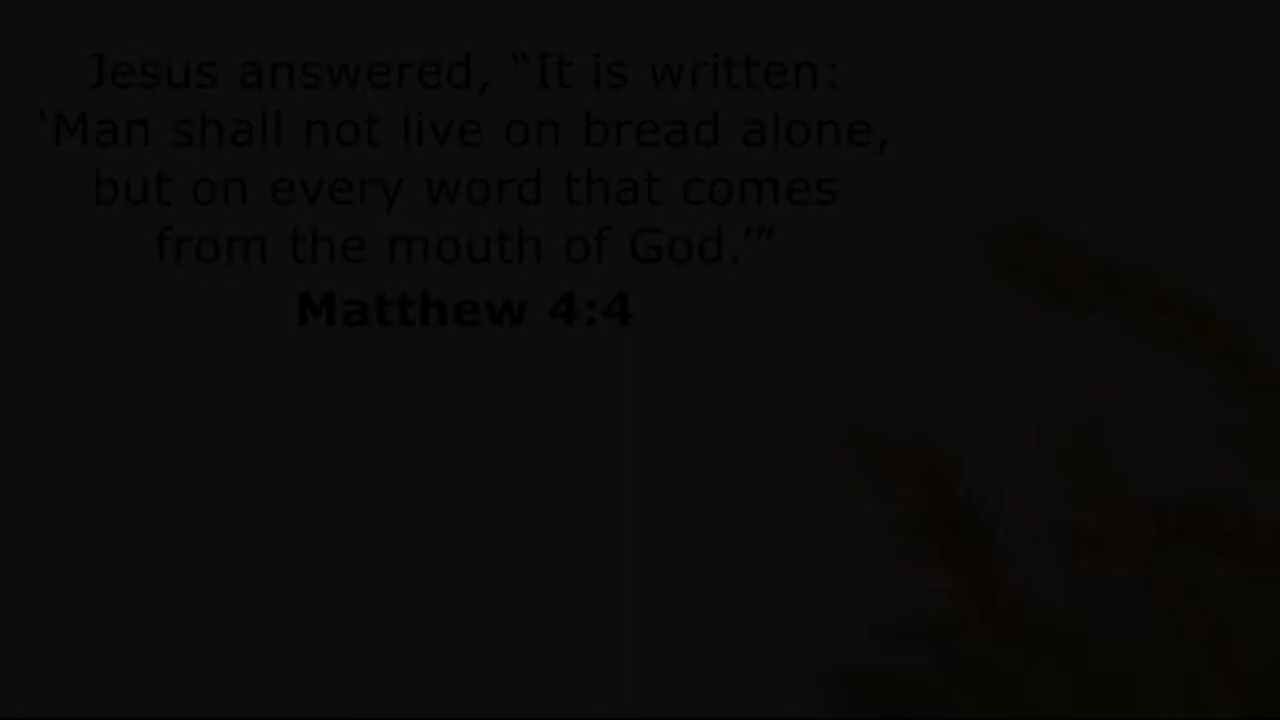 Jesus answered, “It is written:
‘Man shall not live on bread alone,
but on every word that comes
from the mouth of God.’”
Matthew 4:4